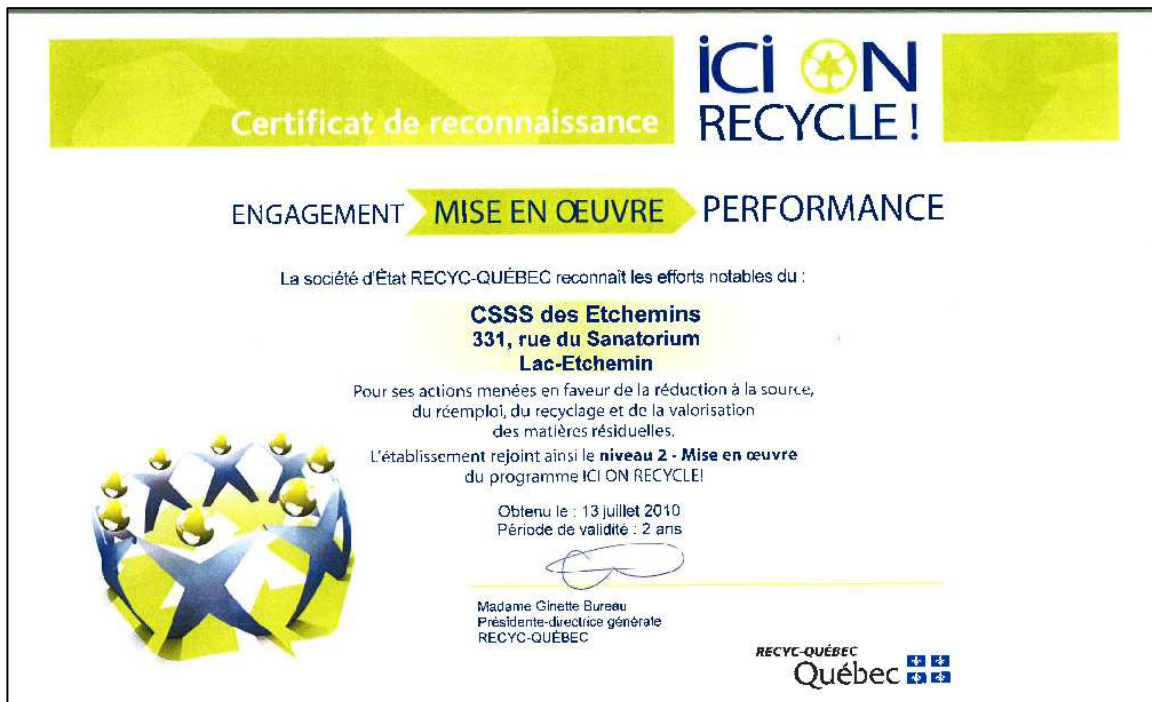 Certificat de reconnaissance
ICI ON
RECYCLE !
ENGAGEMENT MISE EN ŒUVRE PERFORMANCE
La société d'État RECYC-QUÉBEC reconnaît les efforts notables du :
CSSS des Etchemins
331, rue du Sanatorium
Lac-Etchemin
Pour ses actions menées en faveur de la réduction à la source,
du réemploi, du recyclage et de la valorisation
des matières résiduelles.
L'établissement rejoint ainsi le niveau 2 - Mise en œuvre
du programme ICI ON RECYCLE!
Obtenu le : 13 juillet 2010
Période de validité : 2 ans
Madame Ginette Bureau
Présidente-directrice générale
RECYC-QUÉBEC
RECYC-QUÉBEC
Québec